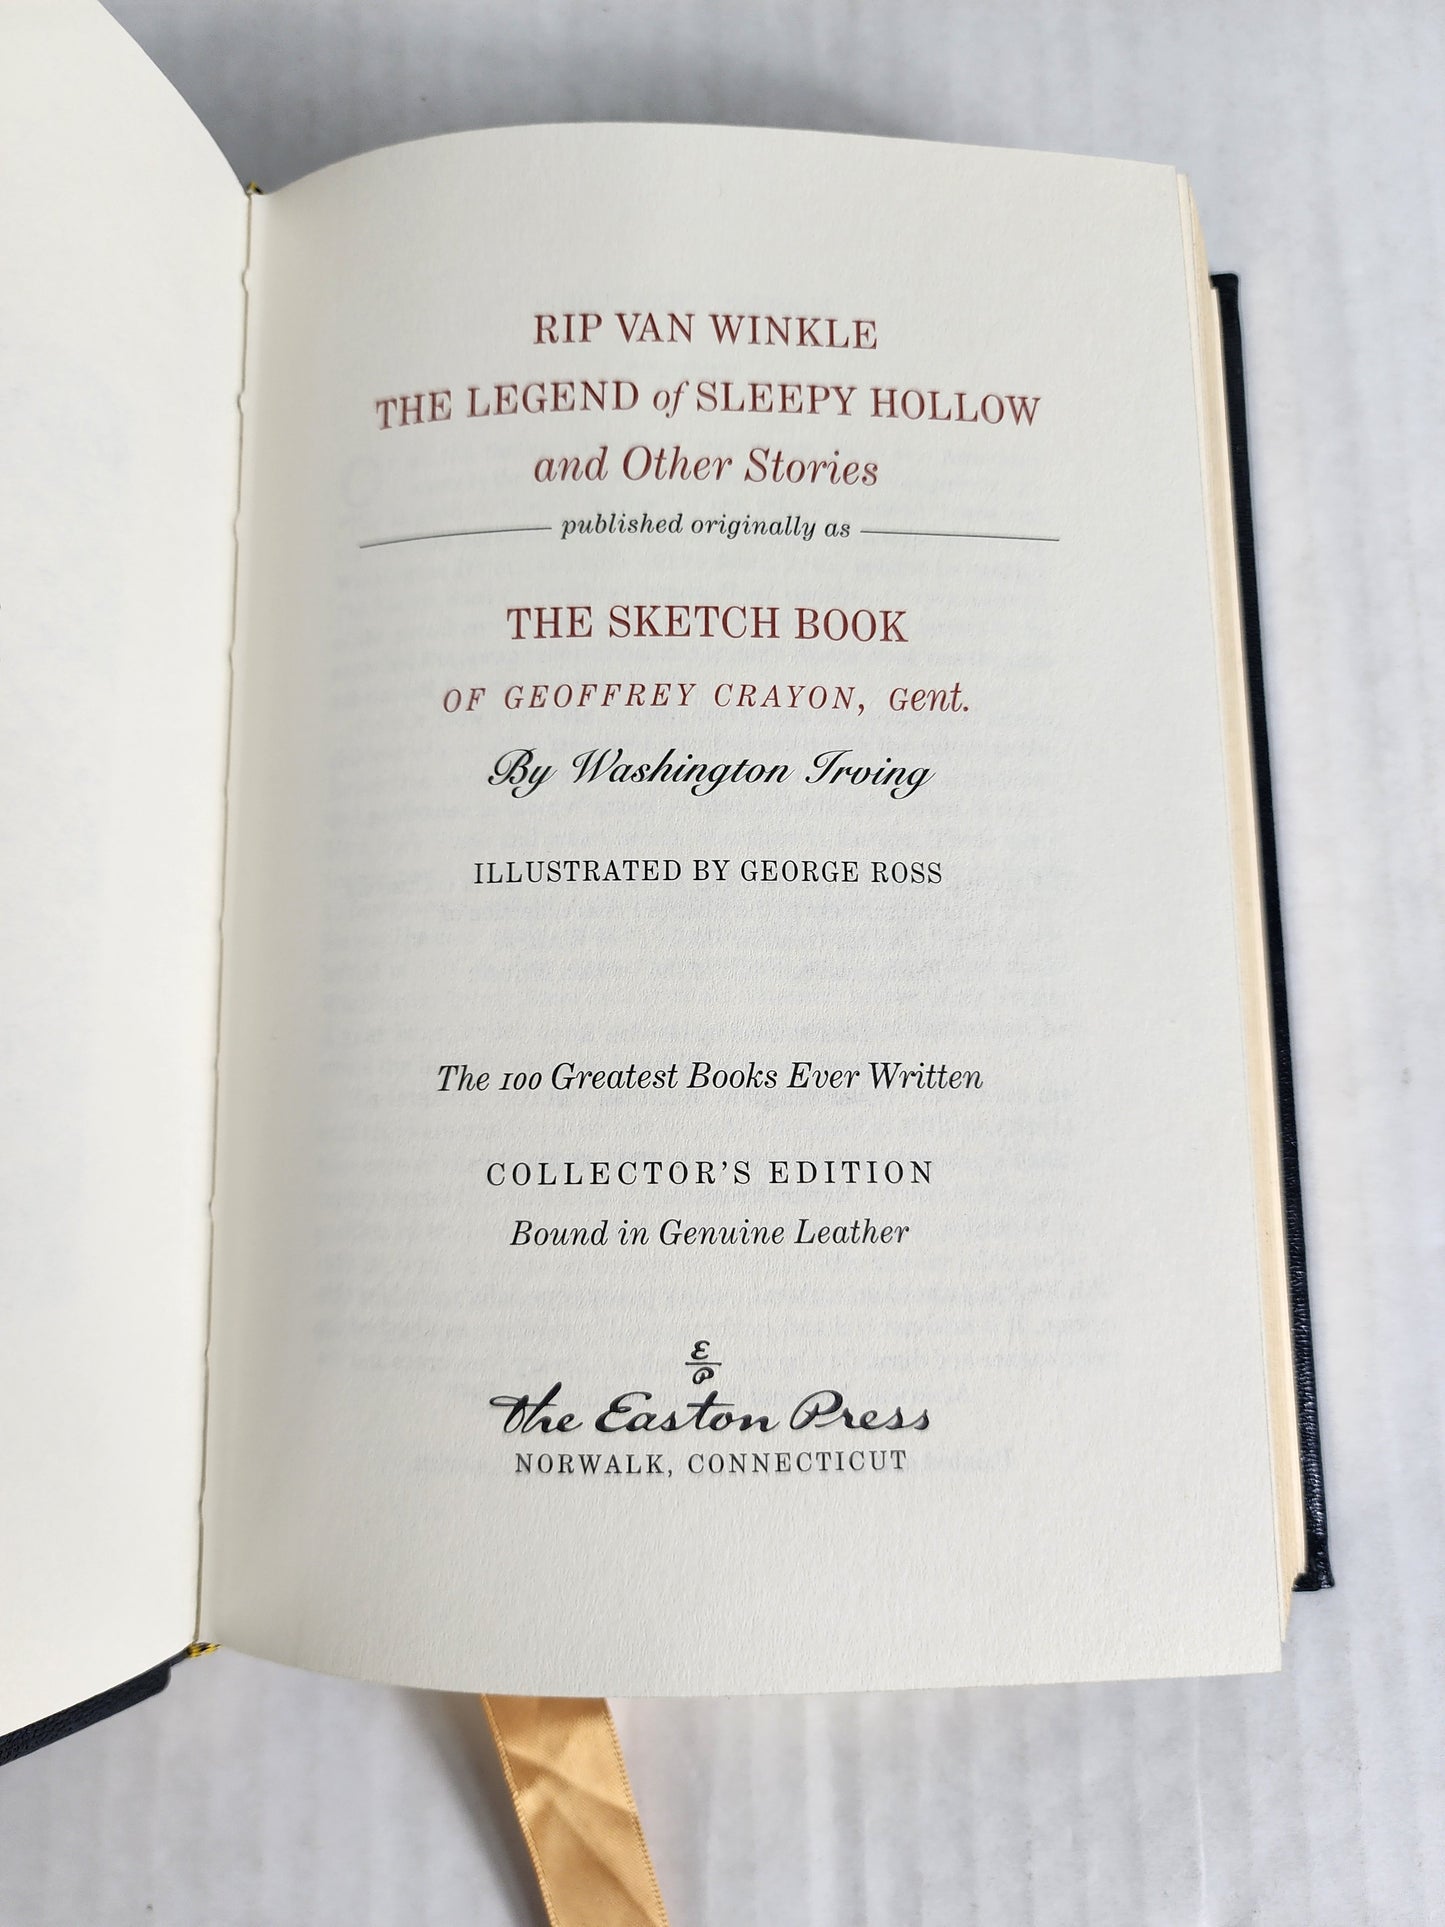 RIP VAN WINKLE
THE LEGEND of SLEEPY HOLLOW
and Other Stories
published originally as
THE SKETCH BOOK
OF GEOFFREY CRAYON, Gent.
By Washington Irving
ILLUSTRATED BY GEORGE ROSS
The 100 Greatest Books Ever Written
COLLECTOR'S EDITION
Bound in Genuine Leather
E
P
The Easton Press
NORWALK, CONNECTICUT